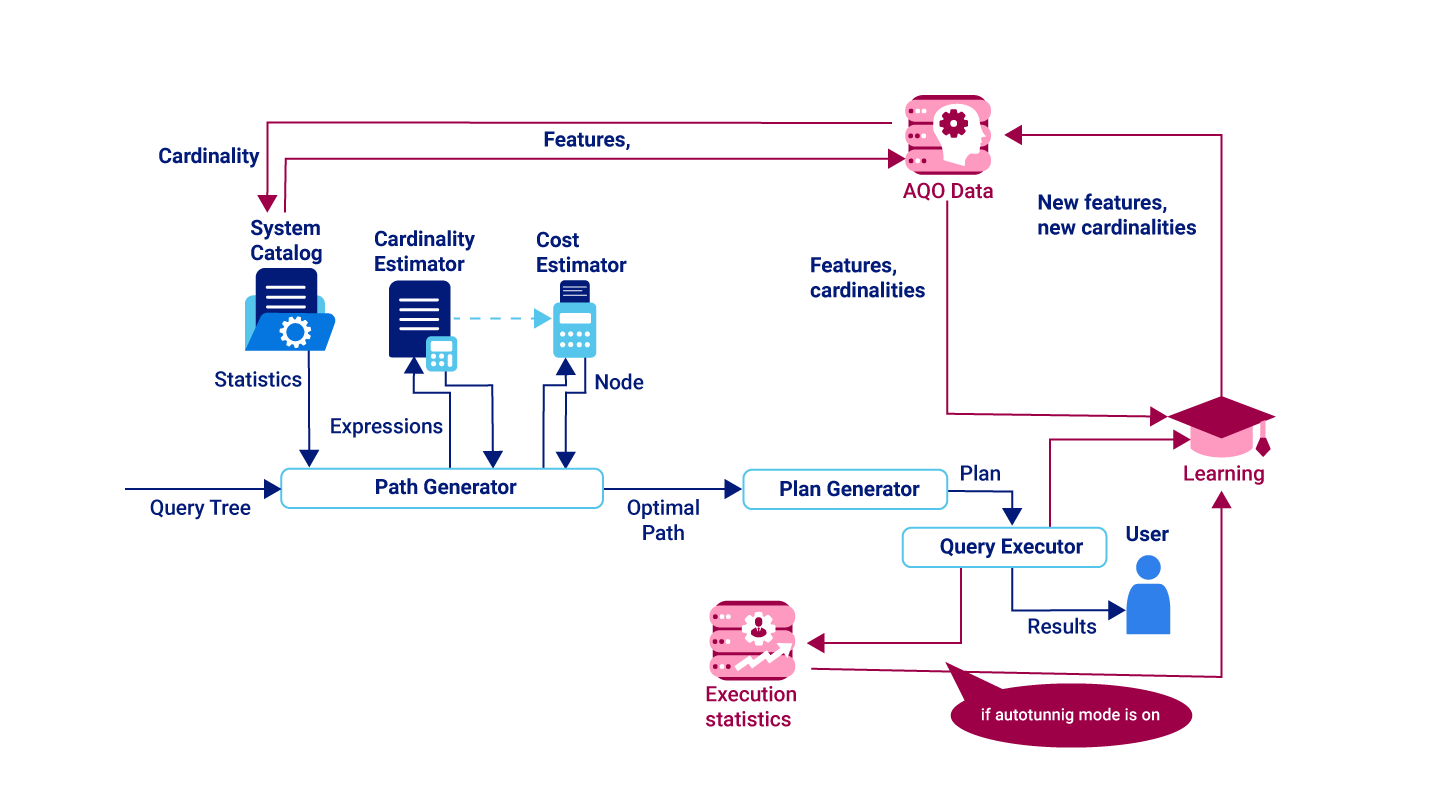 Features,
Cardinality
AQO Data
New features,
new cardinalities
System
Catalog
Cardinality
Estimator
Cost
Estimator
Features,
cardinalities
Statistics
Node
Expressions
Learning
Path Generator
Plan Generator
Plan
Query Tree
Optimal
Path
Query Executor
User
Results
Execution
statistics
if autotunnig mode is on